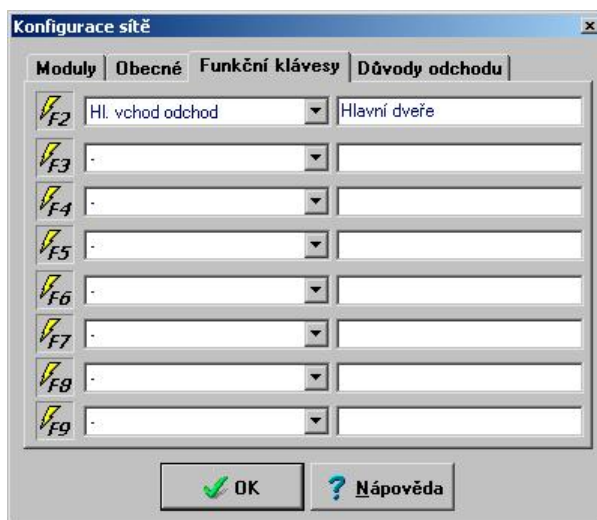 Konfigurace sítě
Moduly Obecné Funkční klávesy Důvody odchodu
F2 Hl. vchod odchod Hlavní dveře
F3 -
F4 -
F5 -
F6 -
F7 -
F8 -
F9 -
OK ? Nápověda